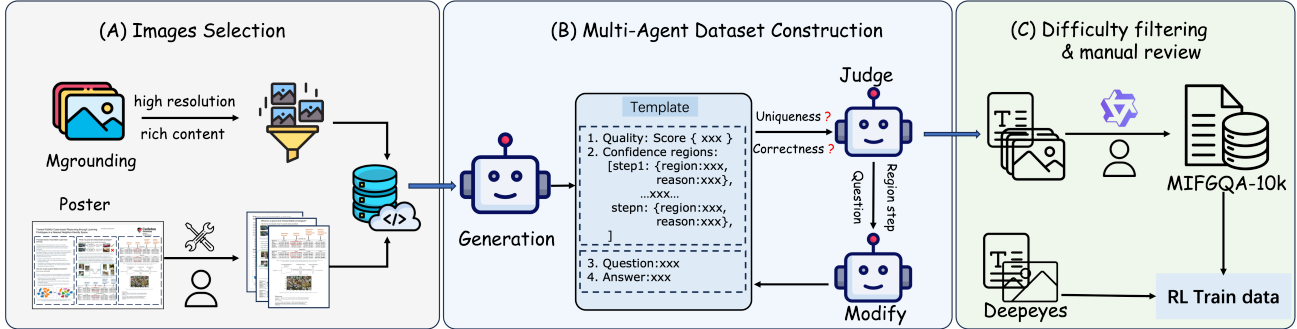 (A) Images Selection
high resolution
rich content
Mgrounding
Poster
(B) Multi-Agent Dataset Construction
Generation
Template
1. Quality: Score { xxx }
2. Confidence regions:
[step1: {region:xxx,
reason:xxx},
...xxx...
stepn: {region:xxx,
reason:xxx},
]
3. Question:xxx
4. Answer:xxx
Uniqueness ?
Correctness ?
Judge
Region step
Question
Modify
(C) Difficulty filtering
& manual review
T
MIFGQA-10k
T
Deepeyes
RL Train data